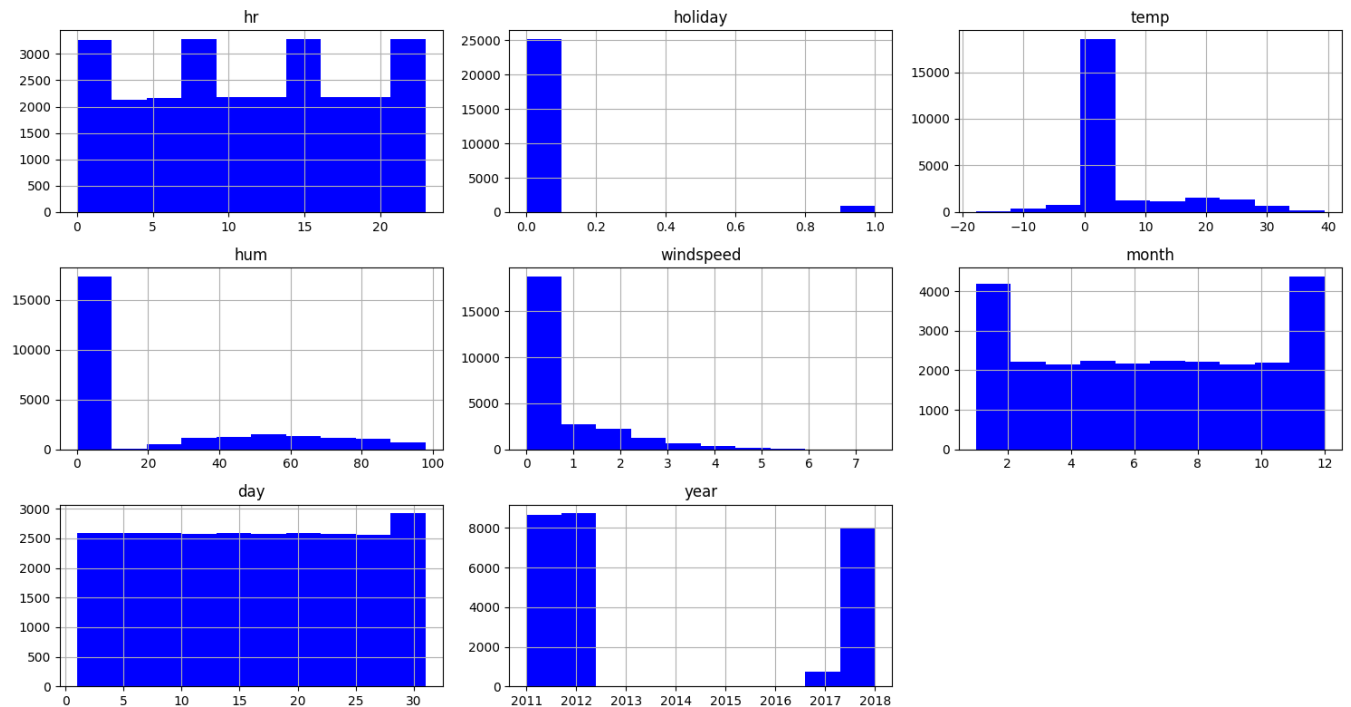 hr
3000
2500
2000
1500
1000
500
0
0 5 10 15 20
holiday
25000
20000
15000
10000
5000
0
0.0 0.2 0.4 0.6 0.8 1.0
temp
15000
10000
5000
0
−20 −10 0 10 20 30 40
hum
15000
10000
5000
0
0 20 40 60 80 100
windspeed
15000
10000
5000
0
0 1 2 3 4 5 6 7
month
4000
3000
2000
1000
0
2 4 6 8 10 12
day
3000
2500
2000
1500
1000
500
0
0 5 10 15 20 25 30
year
8000
6000
4000
2000
0
2011 2012 2013 2014 2015 2016 2017 2018